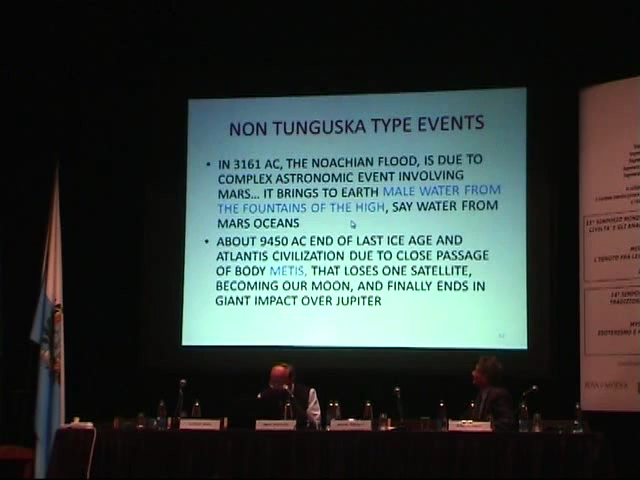 NON TUNGUSKA TYPE EVENTS
• IN 3161 AC, THE NOACHIAN FLOOD, IS DUE TO
COMPLEX ASTRONOMIC EVENT INVOLVING
MARS... IT BRINGS TO EARTH MALE WATER FROM
THE FOUNTAINS OF THE HIGH, SAY WATER FROM
MARS OCEANS
• ABOUT 9450 AC END OF LAST ICE AGE AND
ATLANTIS CIVILIZATION DUE TO CLOSE PASSAGE
OF BODY METIS, THAT LOSES ONE SATELLITE,
BECOMING OUR MOON, AND FINALLY ENDS IN
GIANT IMPACT OVER JUPITER